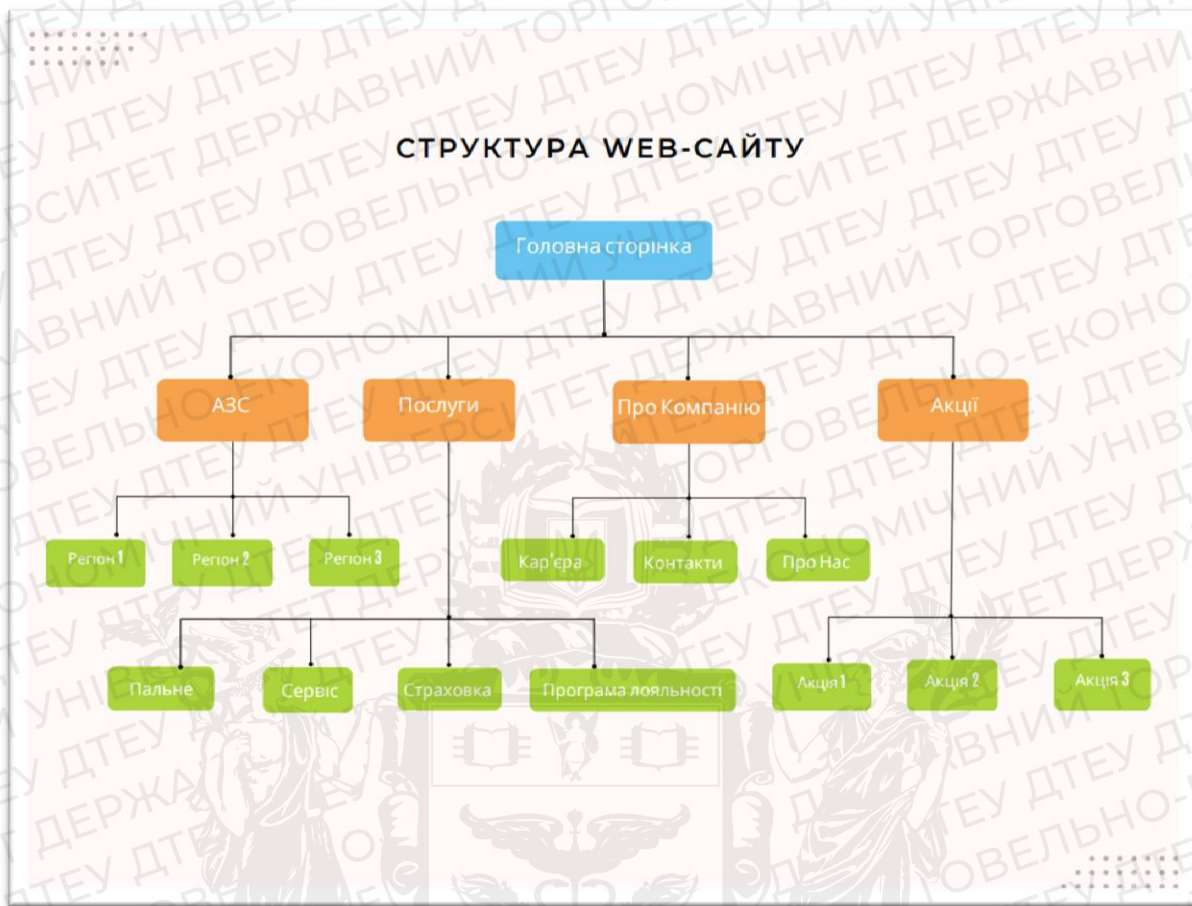 СТРУКТУРА WEB-САЙТУ
Головна сторінка
АЗС
Послуги
Про Компанію
Акції
Регіон 1
Регіон 2
Регіон 3
Кар'єра
Контакти
Про Нас
Пальне
Сервіс
Страховка
Програма лояльності
Акція 1
Акція 2
Акція 3